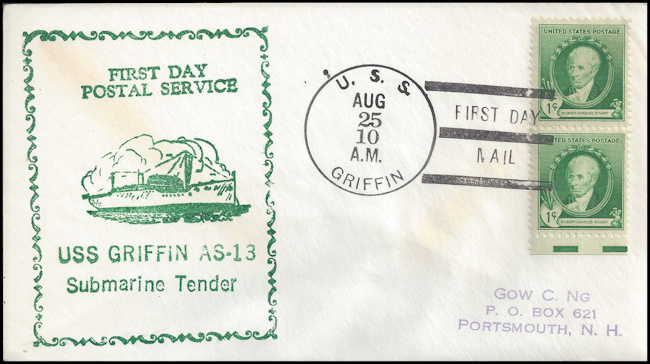 FIRST DAY
POSTAL SERVICE
USS GRIFFIN AS-13
Submarine Tender
U. S. S.
AUG
25
10
A.M.
GRIFFIN
FIRST DAY
MAIL
UNITED STATES POSTAGE
1¢
GILBERT CHARLES STUART
UNITED STATES POSTAGE
1¢
GILBERT CHARLES STUART
GOW C. NG
P. O. BOX 621
PORTSMOUTH, N. H.